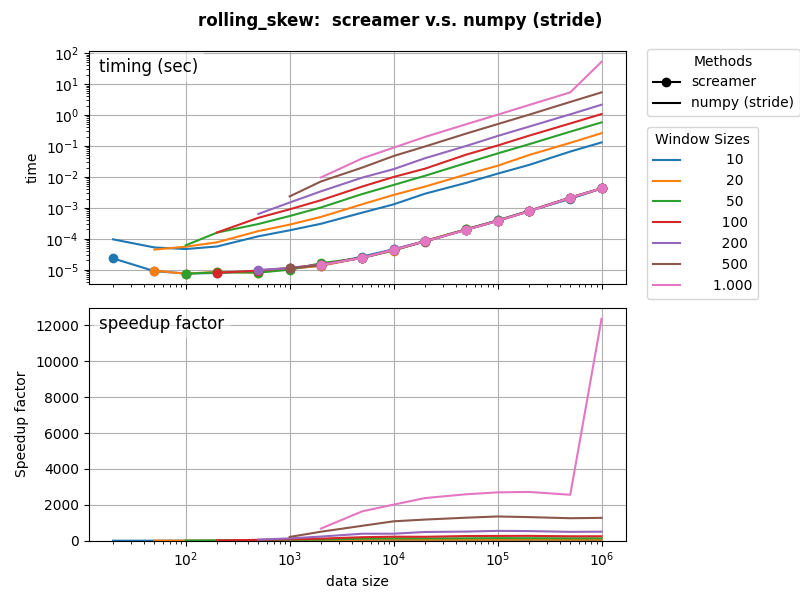 rolling_skew:  screamer v.s. numpy (stride)
timing (sec)
time
10²
10¹
10⁰
10⁻¹
10⁻²
10⁻³
10⁻⁴
10⁻⁵
Methods
screamer
numpy (stride)
Window Sizes
10
20
50
100
200
500
1.000
speedup factor
Speedup factor
12000
10000
8000
6000
4000
2000
0
10² 10³ 10⁴ 10⁵ 10⁶
data size